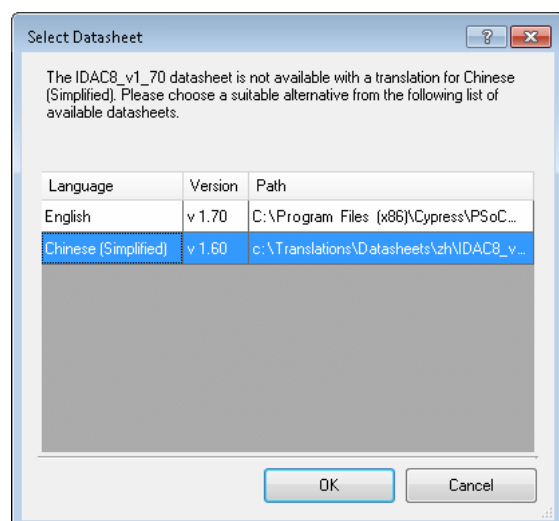 Select Datasheet
The IDAC8_v1_70 datasheet is not available with a translation for Chinese
(Simplified). Please choose a suitable alternative from the following list of
available datasheets.
Language Version Path
English v 1.70 C:\Program Files (x86)\Cypress\PSoC...
Chinese (Simplified) v 1.60 c:\Translations\Datasheets\zh\IDAC8_v...
OK Cancel